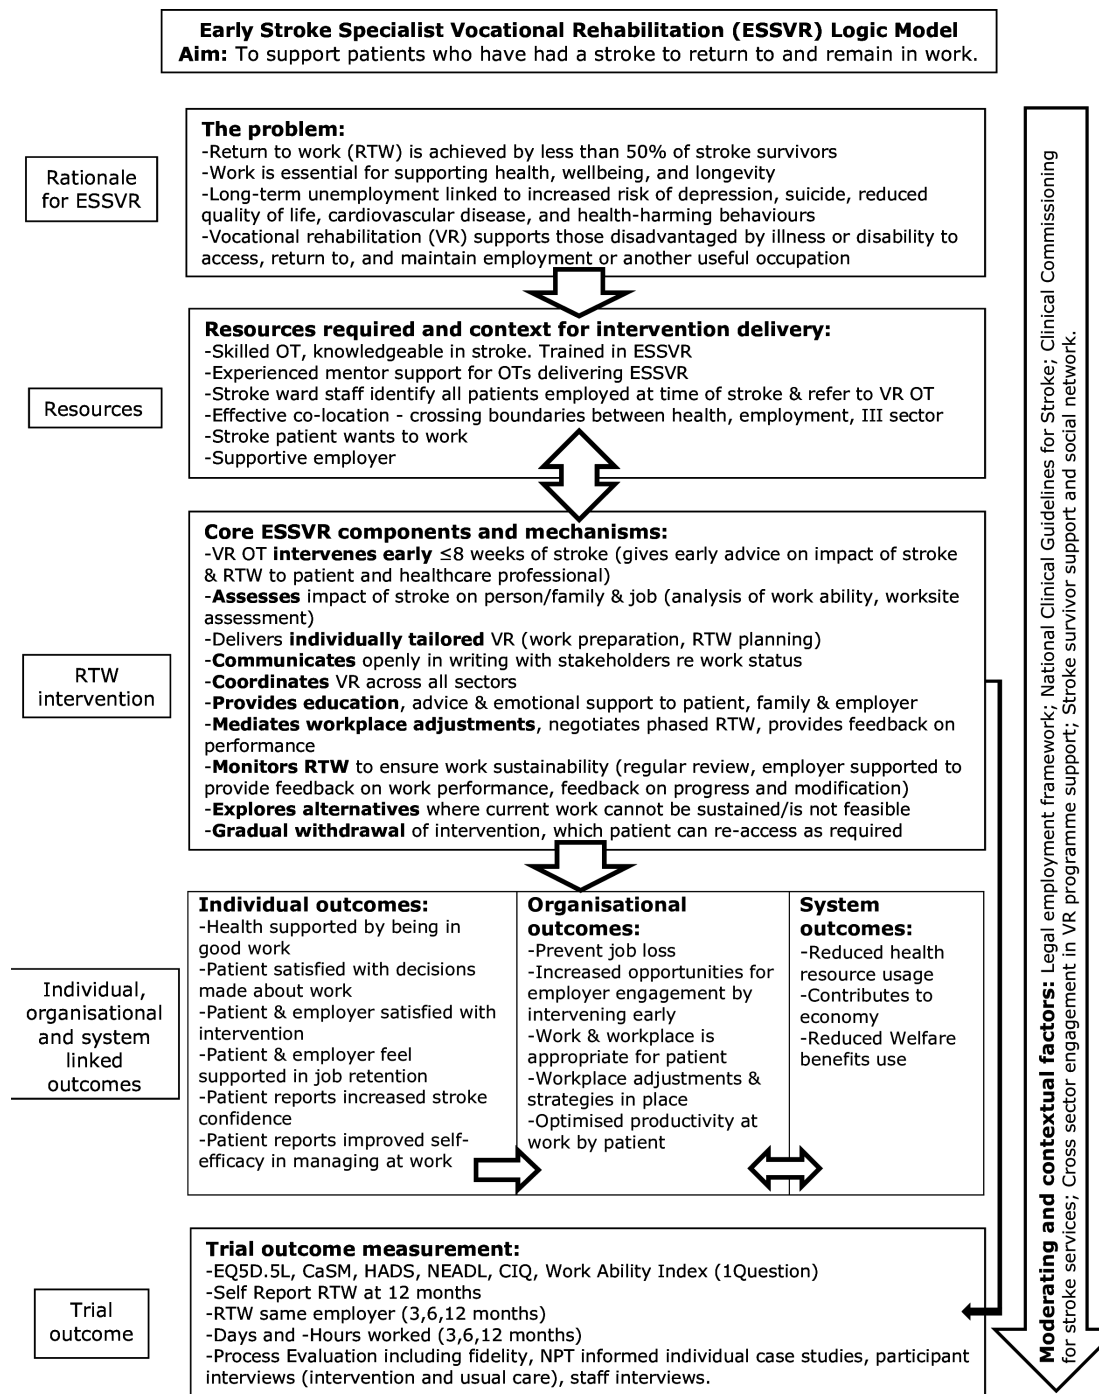 Early Stroke Specialist Vocational Rehabilitation (ESSVR) Logic Model
Aim: To support patients who have had a stroke to return to and remain in work.
Rationale
for ESSVR
The problem:
-Return to work (RTW) is achieved by less than 50% of stroke survivors
-Work is essential for supporting health, wellbeing, and longevity
-Long-term unemployment linked to increased risk of depression, suicide, reduced
quality of life, cardiovascular disease, and health-harming behaviours
-Vocational rehabilitation (VR) supports those disadvantaged by illness or disability to
access, return to, and maintain employment or another useful occupation
Resources
Resources required and context for intervention delivery:
-Skilled OT, knowledgeable in stroke. Trained in ESSVR
-Experienced mentor support for OTs delivering ESSVR
-Stroke ward staff identify all patients employed at time of stroke & refer to VR OT
-Effective co-location - crossing boundaries between health, employment, III sector
-Stroke patient wants to work
-Supportive employer
RTW
intervention
Core ESSVR components and mechanisms:
-VR OT intervenes early ≤8 weeks of stroke (gives early advice on impact of stroke
& RTW to patient and healthcare professional)
-Assesses impact of stroke on person/family & job (analysis of work ability, worksite
assessment)
-Delivers individually tailored VR (work preparation, RTW planning)
-Communicates openly in writing with stakeholders re work status
-Coordinates VR across all sectors
-Provides education, advice & emotional support to patient, family & employer
-Mediates workplace adjustments, negotiates phased RTW, provides feedback on
performance
-Monitors RTW to ensure work sustainability (regular review, employer supported to
provide feedback on work performance, feedback on progress and modification)
-Explores alternatives where current work cannot be sustained/is not feasible
-Gradual withdrawal of intervention, which patient can re-access as required
Individual,
organisational
and system
linked
outcomes
Individual outcomes:
-Health supported by being in
good work
-Patient satisfied with decisions
made about work
-Patient & employer satisfied with
intervention
-Patient & employer feel
supported in job retention
-Patient reports increased stroke
confidence
-Patient reports improved self-
efficacy in managing at work
Organisational
outcomes:
-Prevent job loss
-Increased opportunities for
employer engagement by
intervening early
-Work & workplace is
appropriate for patient
-Workplace adjustments &
strategies in place
-Optimised productivity at
work by patient
System
outcomes:
-Reduced health
resource usage
-Contributes to
economy
-Reduced Welfare
benefits use
Trial
outcome
Trial outcome measurement:
-EQ5D.5L, CaSM, HADS, NEADL, CIQ, Work Ability Index (1Question)
-Self Report RTW at 12 months
-RTW same employer (3,6,12 months)
-Days and -Hours worked (3,6,12 months)
-Process Evaluation including fidelity, NPT informed individual case studies, participant
interviews (intervention and usual care), staff interviews.
Moderating and contextual factors: Legal employment framework; National Clinical Guidelines for Stroke; Clinical Commissioning
for stroke services; Cross sector engagement in VR programme support; Stroke survivor support and social network.